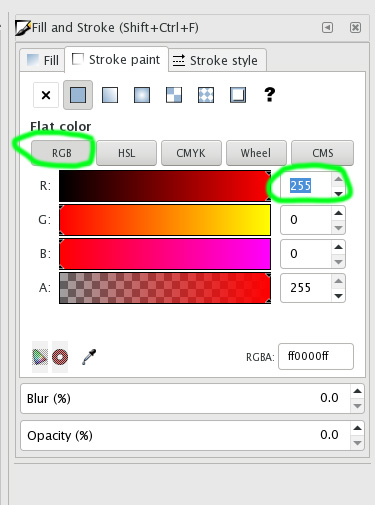 Fill and Stroke (Shift+Ctrl+F)
Fill Stroke paint Stroke style
?
Flat color
RGB HSL CMYK Wheel CMS
R: 255
G: 0
B: 0
A: 255
RGBA: ff0000ff
Blur (%) 0.0
Opacity (%) 0.0